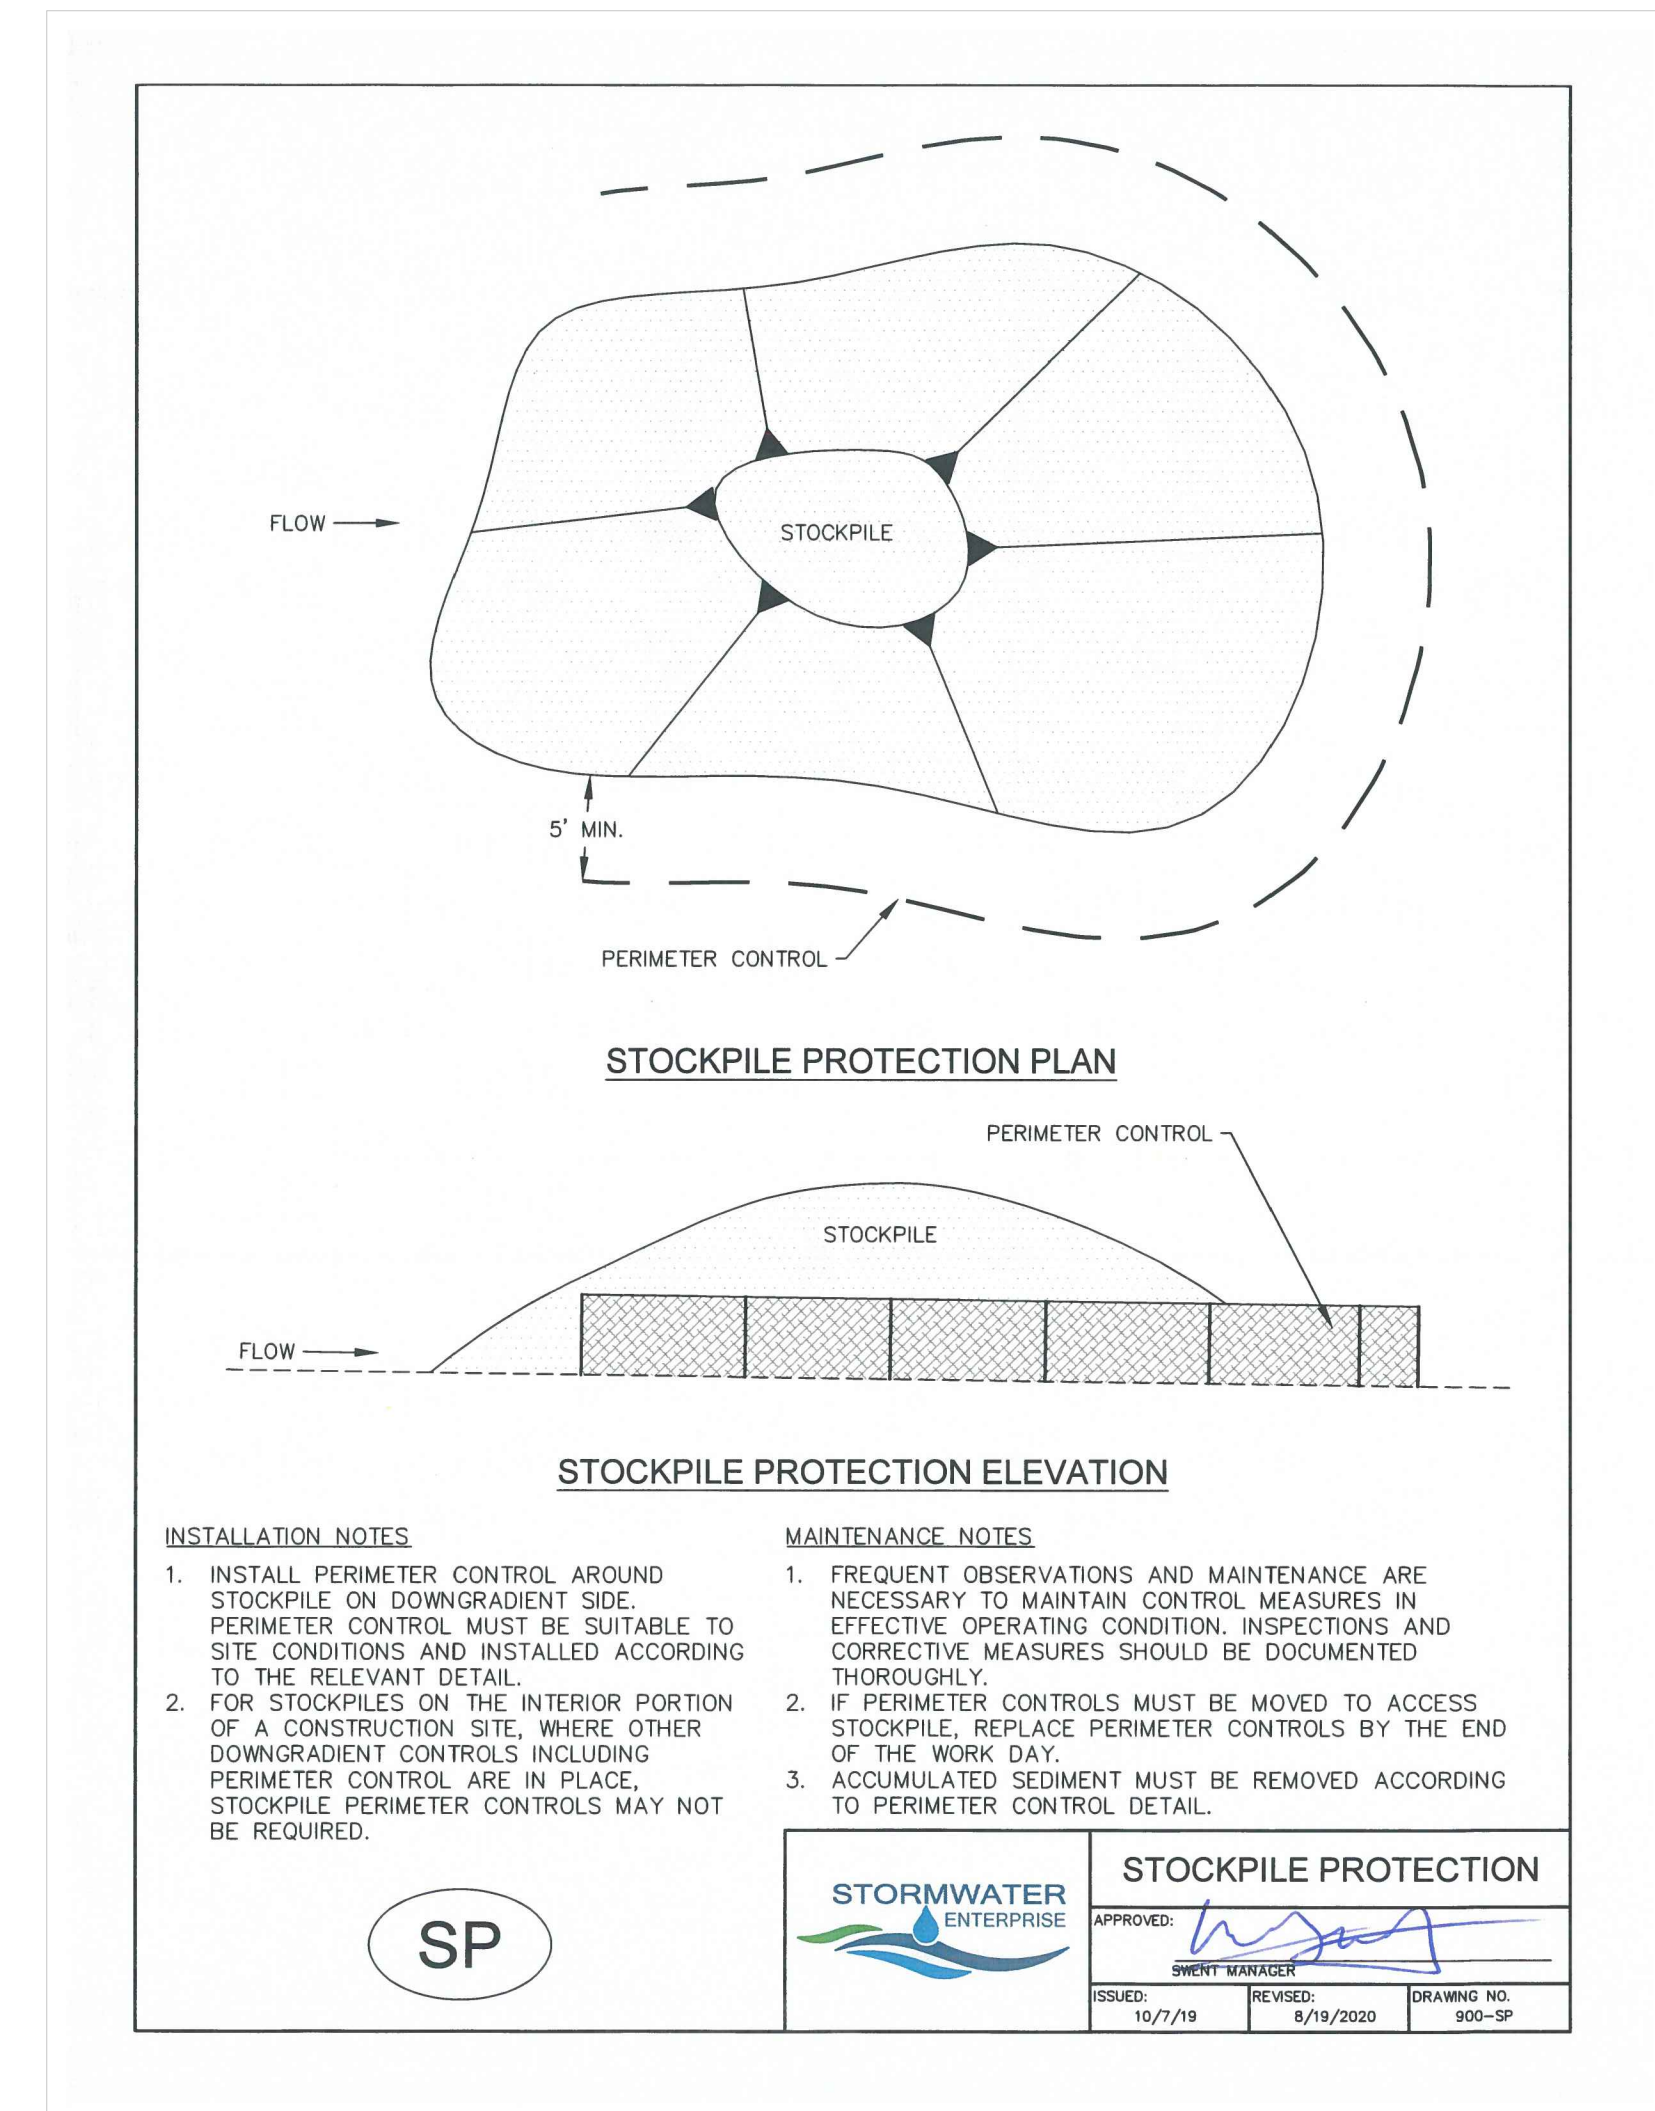 FLOW
STOCKPILE
5' MIN.
PERIMETER CONTROL
STOCKPILE PROTECTION PLAN
PERIMETER CONTROL
STOCKPILE
FLOW
STOCKPILE PROTECTION ELEVATION
INSTALLATION NOTES
1. INSTALL PERIMETER CONTROL AROUND
STOCKPILE ON DOWNGRADIENT SIDE.
PERIMETER CONTROL MUST BE SUITABLE TO
SITE CONDITIONS AND INSTALLED ACCORDING
TO THE RELEVANT DETAIL.
2. FOR STOCKPILES ON THE INTERIOR PORTION
OF A CONSTRUCTION SITE, WHERE OTHER
DOWNGRADIENT CONTROLS INCLUDING
PERIMETER CONTROL ARE IN PLACE,
STOCKPILE PERIMETER CONTROLS MAY NOT
BE REQUIRED.
MAINTENANCE NOTES
1. FREQUENT OBSERVATIONS AND MAINTENANCE ARE
NECESSARY TO MAINTAIN CONTROL MEASURES IN
EFFECTIVE OPERATING CONDITION. INSPECTIONS AND
CORRECTIVE MEASURES SHOULD BE DOCUMENTED
THOROUGHLY.
2. IF PERIMETER CONTROLS MUST BE MOVED TO ACCESS
STOCKPILE, REPLACE PERIMETER CONTROLS BY THE END
OF THE WORK DAY.
3. ACCUMULATED SEDIMENT MUST BE REMOVED ACCORDING
TO PERIMETER CONTROL DETAIL.
SP
STORMWATER
ENTERPRISE
STOCKPILE PROTECTION
APPROVED:
SWENT MANAGER
ISSUED:
10/7/19
REVISED:
8/19/2020
DRAWING NO.
900-SP